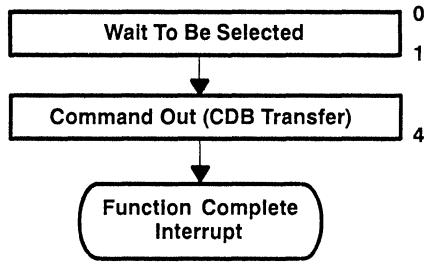 0
Wait To Be Selected
1
Command Out (CDB Transfer)
4
Function Complete
Interrupt